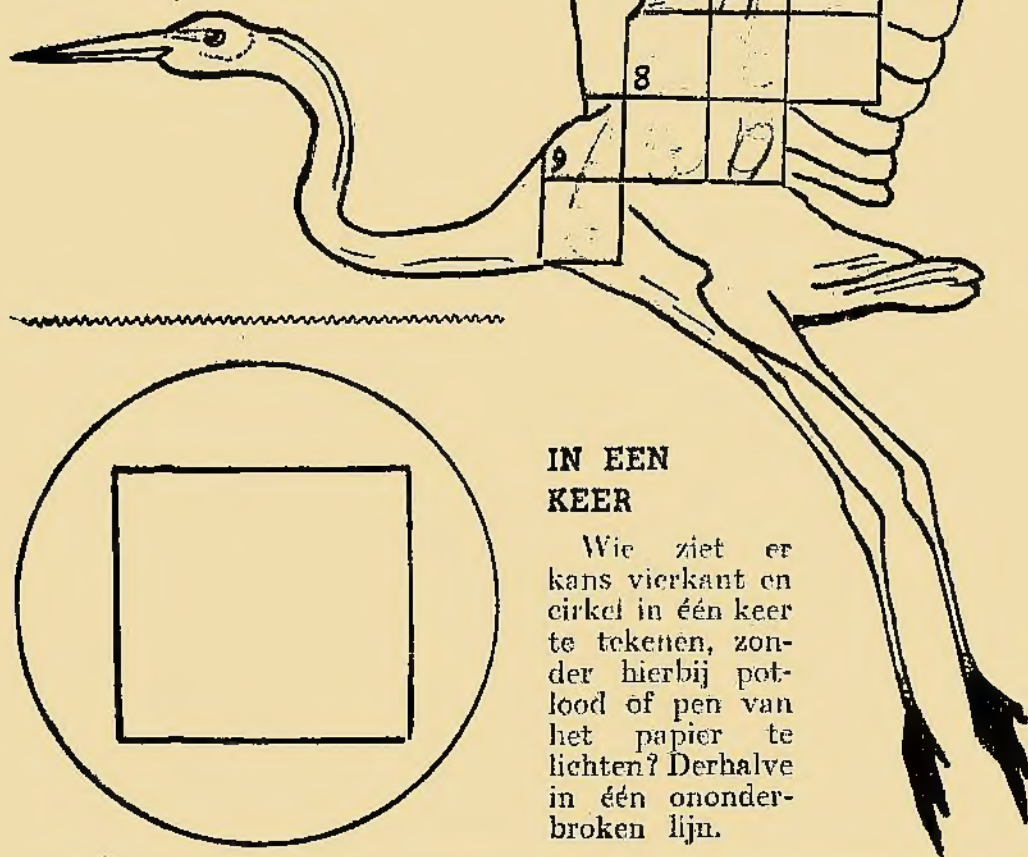 8
9
IN EEN
KEER
Wie ziet er
kans vierkant en
cirkel in één keer
te tekenen, zon-
der hierbij pot-
lood of pen van
het papier te
lichten? Derhalve
in één ononder-
broken lijn.